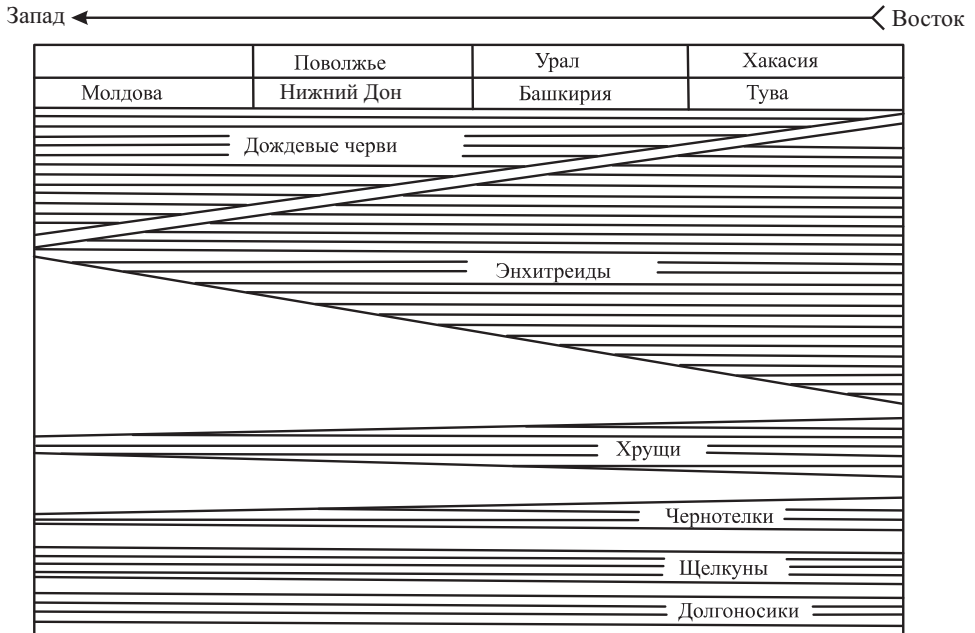 Запад
Восток
Поволжье
Урал
Хакасия
Молдова
Нижний Дон
Башкирия
Тува
Дождевые черви
Энхитреиды
Хрущи
Чернотелки
Щелкуны
Долгоносики